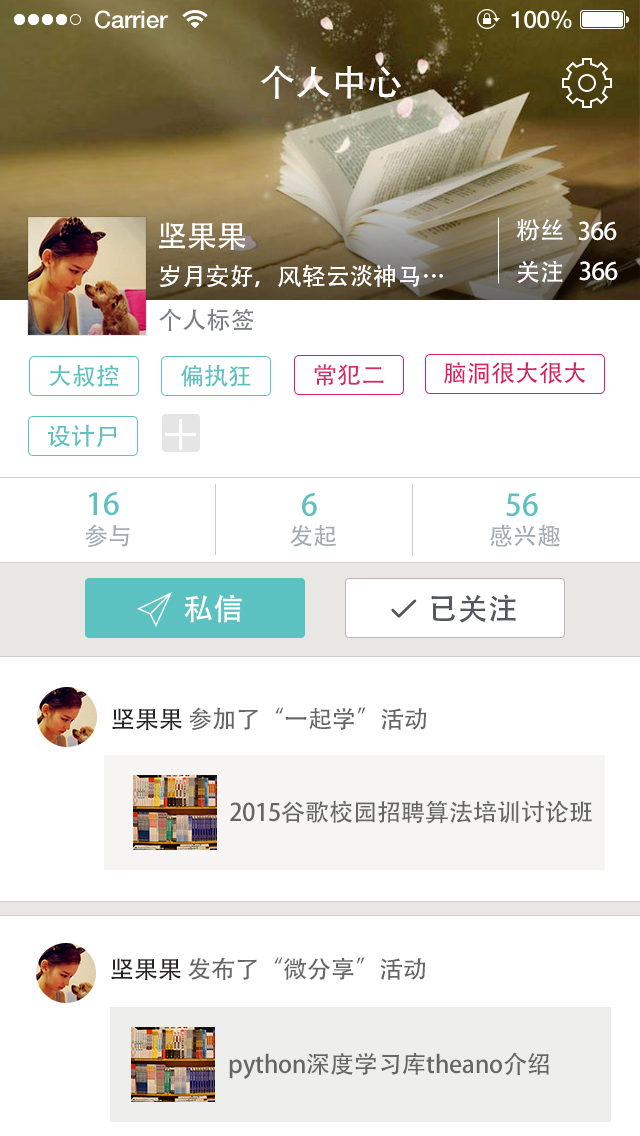 Carrier 100%
个人中心
坚果果
岁月安好，风轻云淡神马…
粉丝 366
关注 366
个人标签
大叔控 偏执狂 常犯二 脑洞很大很大
设计尸
16 6 56
参与 发起 感兴趣
私信 已关注
坚果果 参加了“一起学”活动
2015谷歌校园招聘算法培训讨论班
坚果果 发布了“微分享”活动
python深度学习库theano介绍